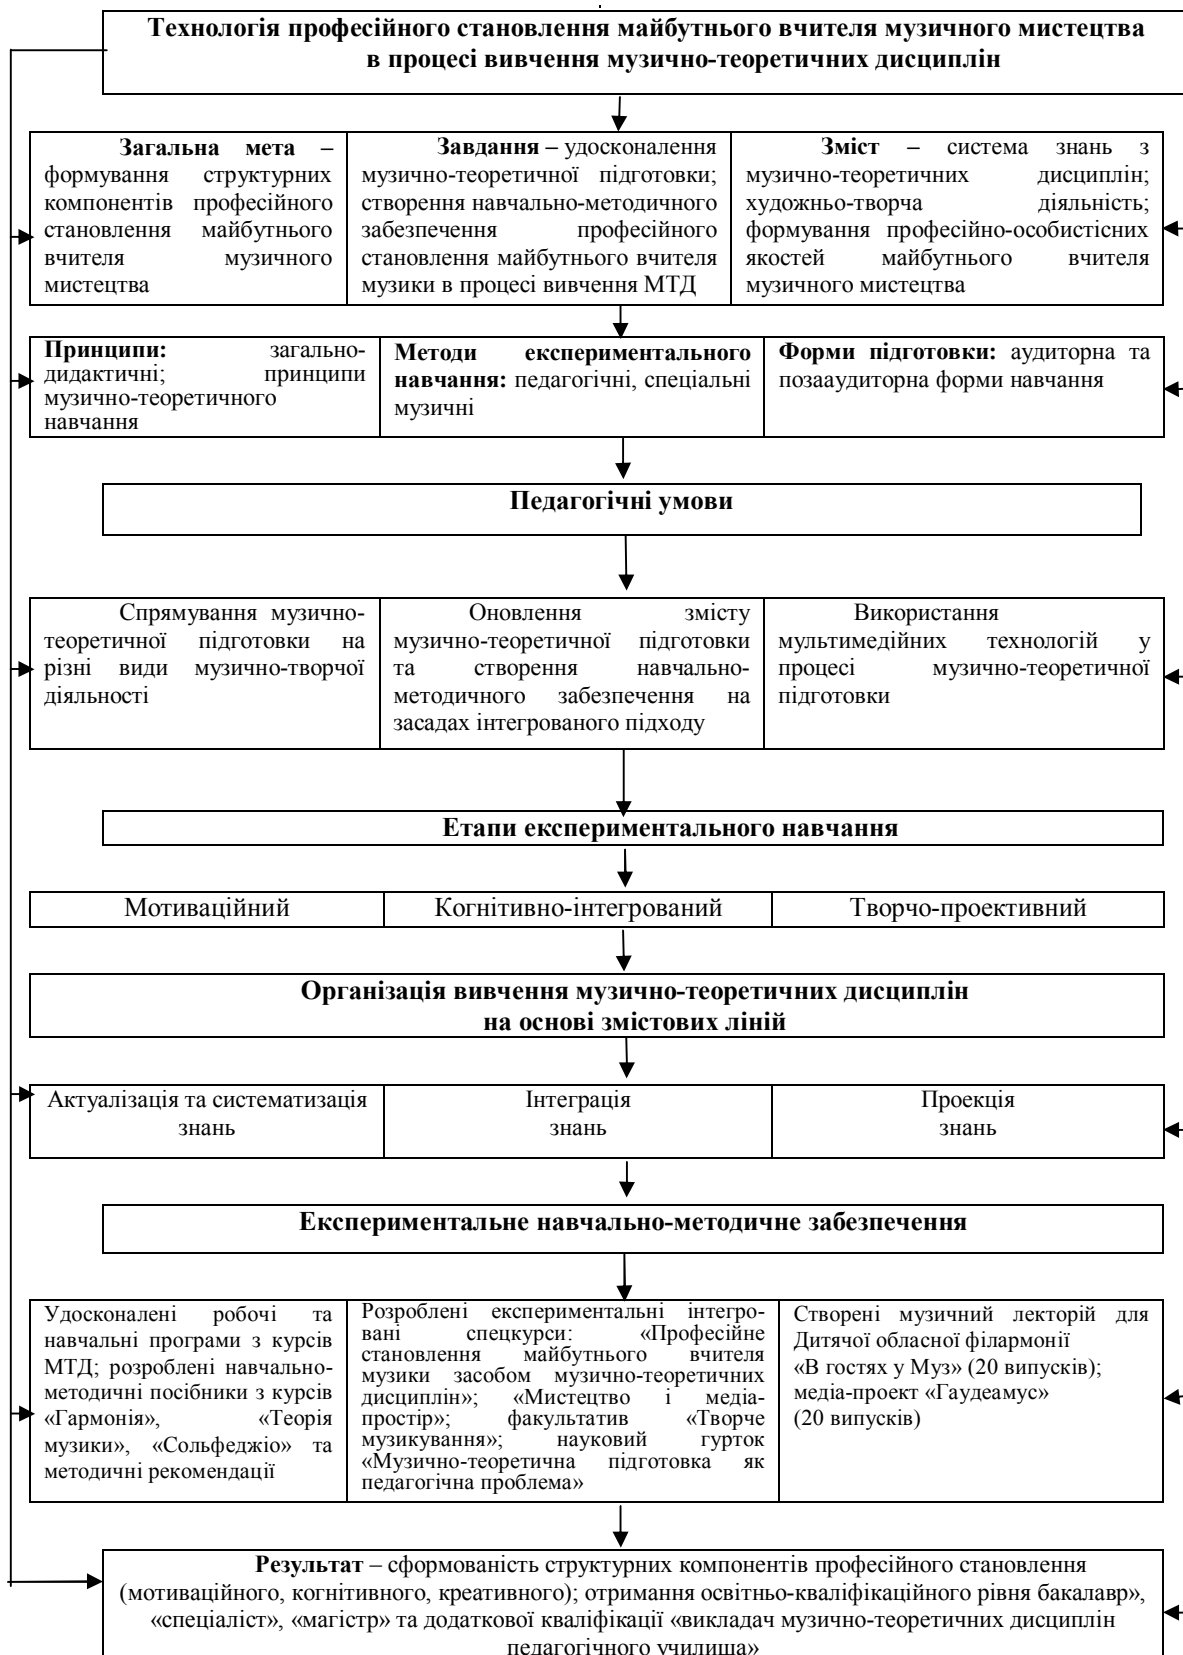 Технологія професійного становлення майбутнього вчителя музичного мистецтва
в процесі вивчення музично-теоретичних дисциплін
Загальна мета –
формування структурних
компонентів професійного
становлення майбутнього
вчителя музичного
мистецтва
Завдання – удосконалення
музично-теоретичної підготовки;
створення навчально-методичного
забезпечення професійного
становлення майбутнього вчителя
музики в процесі вивчення МТД
Зміст – система знань з
музично-теоретичних дисциплін;
художньо-творча діяльність;
формування професійно-особистісних
якостей майбутнього вчителя
музичного мистецтва
Принципи: загально-
дидактичні; принципи
музично-теоретичного
навчання
Методи експериментального
навчання: педагогічні, спеціальні
музичні
Форми підготовки: аудиторна та
позааудиторна форми навчання
Педагогічні умови
Спрямування музично-
теоретичної підготовки на
різні види музично-творчої
діяльності
Оновлення змісту
музично-теоретичної підготовки
та створення навчально-
методичного забезпечення на
засадах інтегрованого підходу
Використання
мультимедійних технологій у
процесі музично-теоретичної
підготовки
Етапи експериментального навчання
Мотиваційний
Когнітивно-інтегрований
Творчо-проективний
Організація вивчення музично-теоретичних дисциплін
на основі змістових ліній
Актуалізація та систематизація
знань
Інтеграція
знань
Проекція
знань
Експериментальне навчально-методичне забезпечення
Удосконалені робочі та
навчальні програми з курсів
МТД; розроблені навчально-
методичні посібники з курсів
«Гармонія», «Теорія
музики», «Сольфеджіо» та
методичні рекомендації
Розроблені експериментальні інтегро-
вані спецкурси: «Професійне
становлення майбутнього вчителя
музики засобом музично-теоретичних
дисциплін»; «Мистецтво і медіа-
простір»; факультатив «Творче
музикування»; науковий гурток
«Музично-теоретична підготовка як
педагогічна проблема»
Створені музичний лекторій для
Дитячої обласної філармонії
«В гостях у Муз» (20 випусків);
медіа-проект «Гаудеамус»
(20 випусків)
Результат – сформованість структурних компонентів професійного становлення
(мотиваційного, когнітивного, креативного); отримання освітньо-кваліфікаційного рівня бакалавр»,
«спеціаліст», «магістр» та додаткової кваліфікації «викладач музично-теоретичних дисциплін
педагогічного училища»